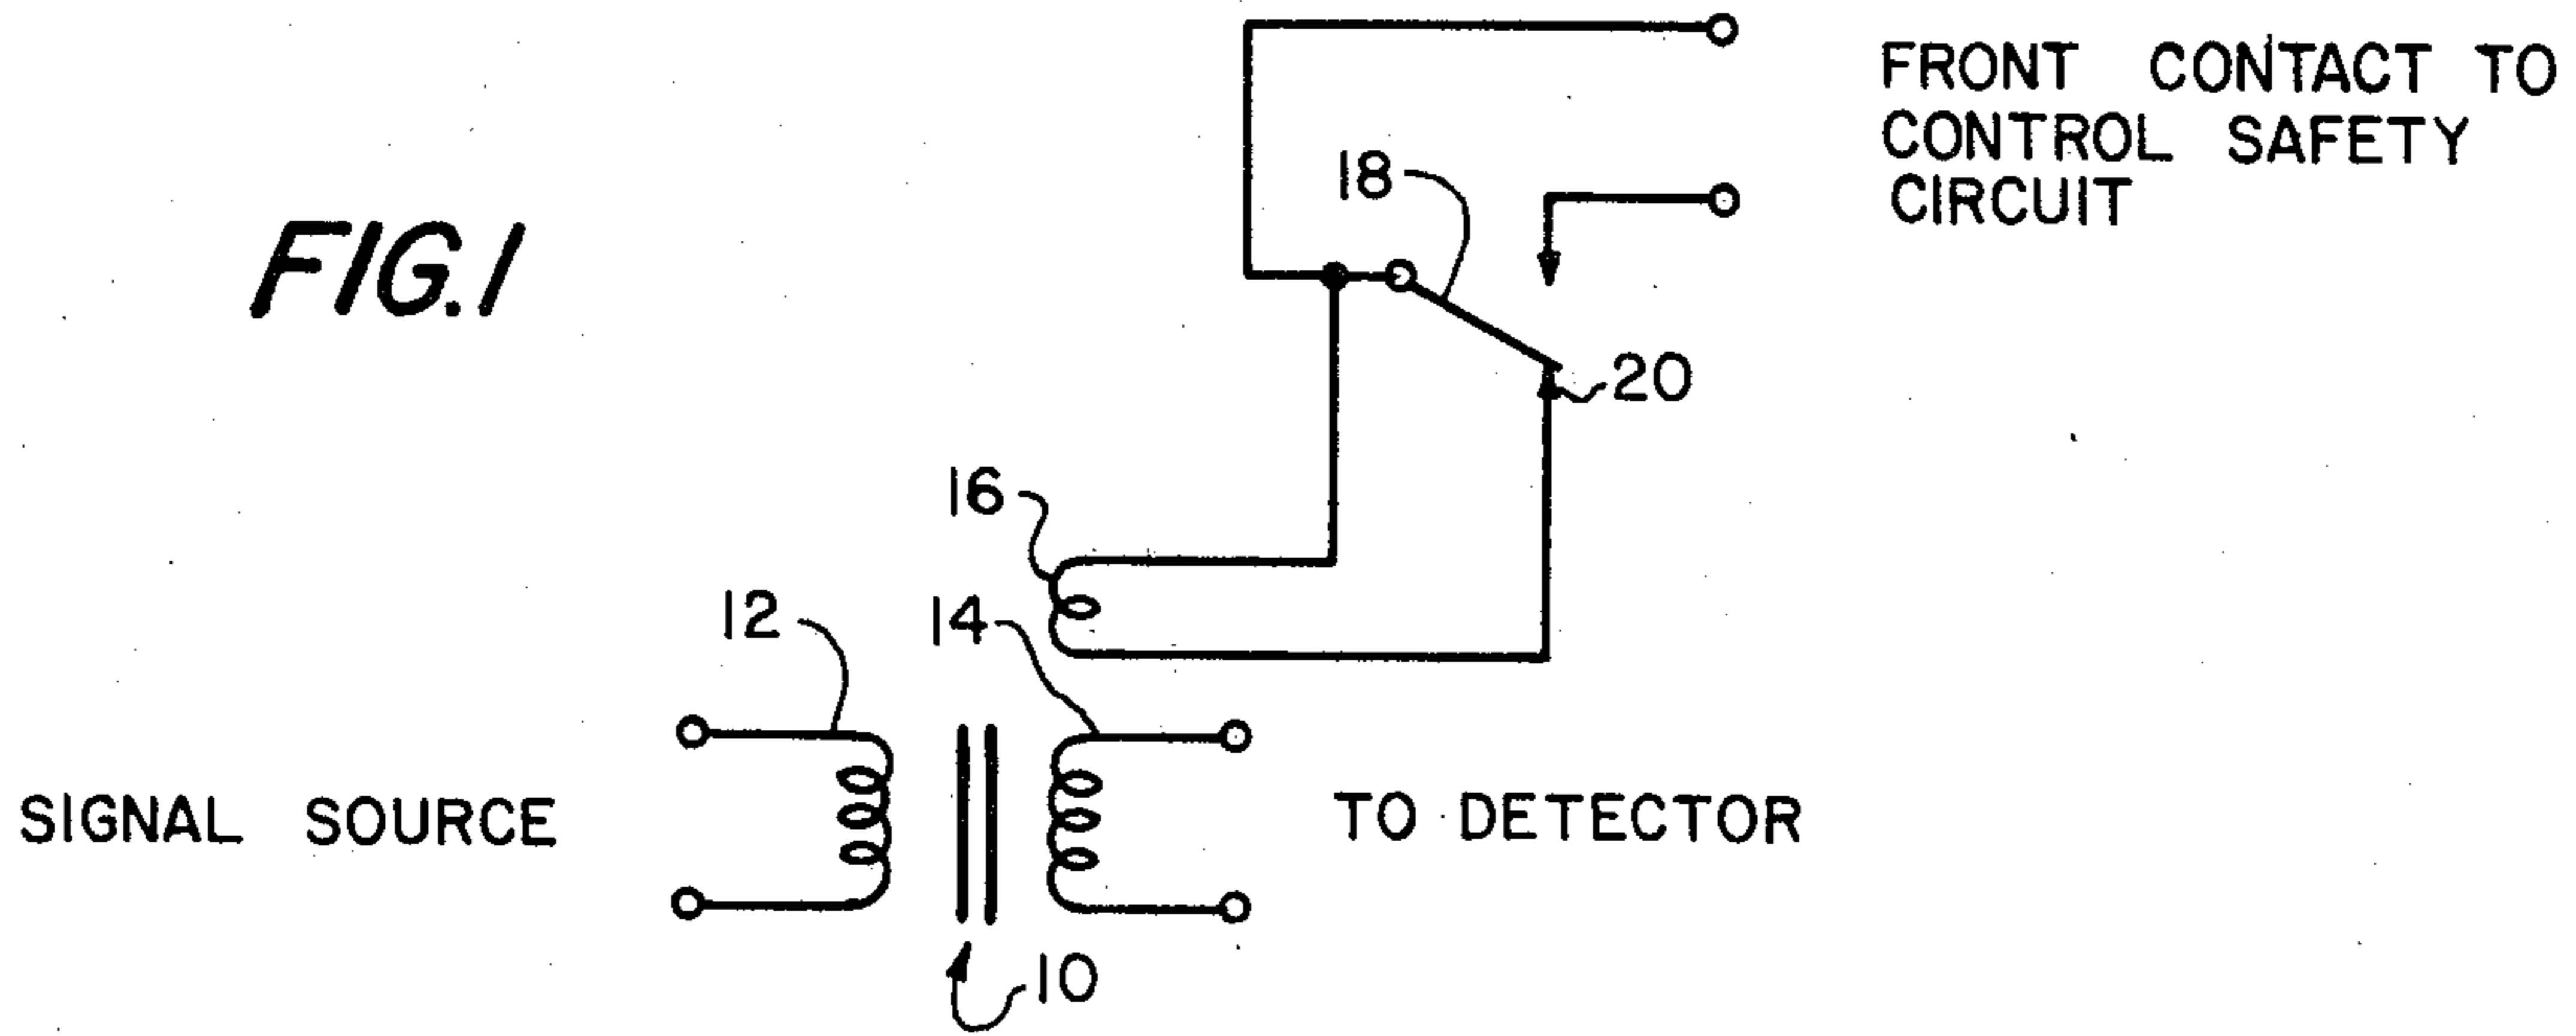 FIG.1
FRONT CONTACT TO
CONTROL SAFETY
CIRCUIT
18
20
16
12
14
SIGNAL SOURCE
TO DETECTOR
10